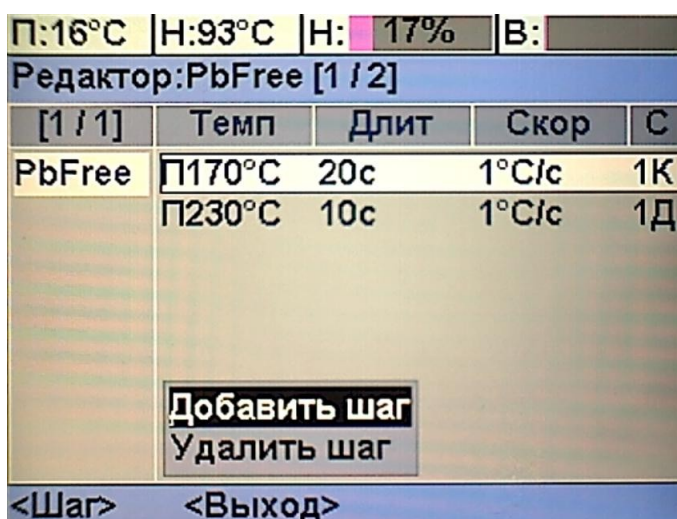 П:16°C Н:93°C Н: 17% В:
Редактор:PbFree [1 / 2]
[1 / 1] Темп Длит Скор С
PbFree П170°C 20с 1°C/с 1К
П230°C 10с 1°C/с 1Д
Добавить шаг
Удалить шаг
<Шаг> <Выход>